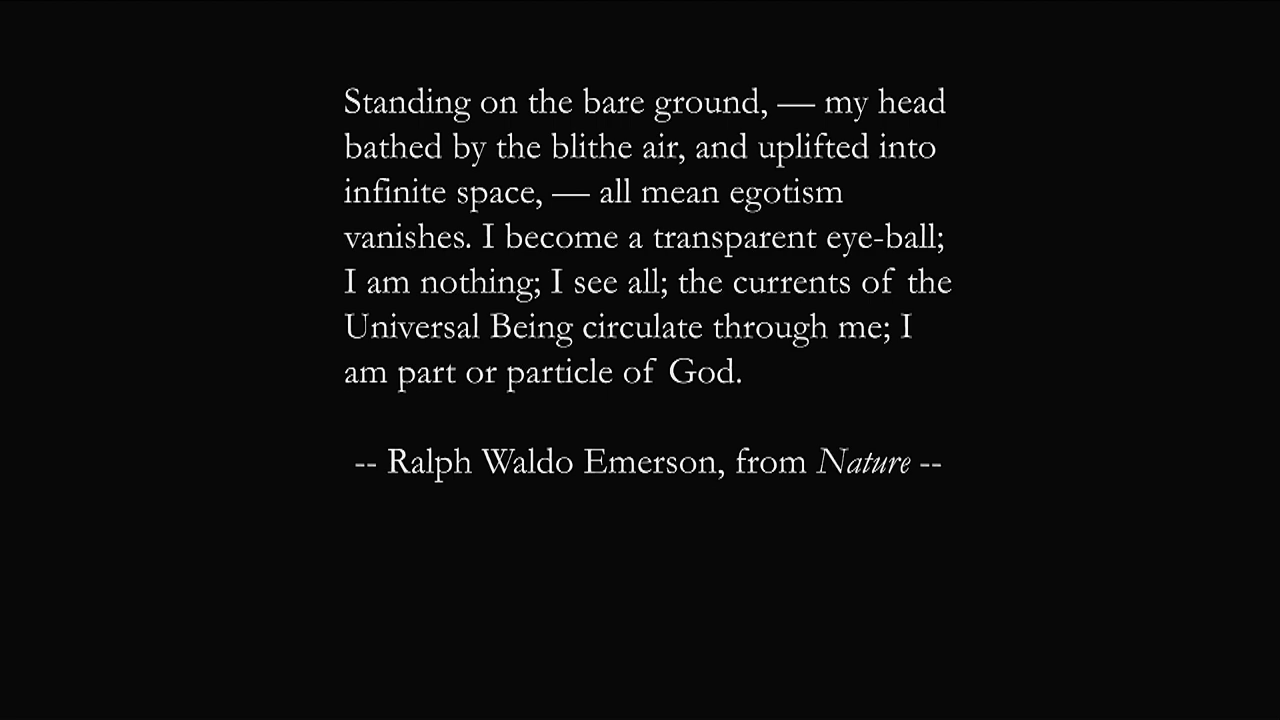 Standing on the bare ground, — my head
bathed by the blithe air, and uplifted into
infinite space, — all mean egotism
vanishes. I become a transparent eye-ball;
I am nothing; I see all; the currents of the
Universal Being circulate through me; I
am part or particle of God.
-- Ralph Waldo Emerson, from Nature --